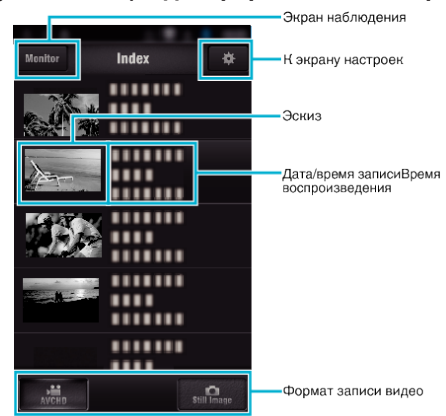 Экран наблюдения
Monitor
Index
К экрану настроек
Эскиз
Дата/время записиВремя
воспроизведения
AVCHD
Still Image
Формат записи видео